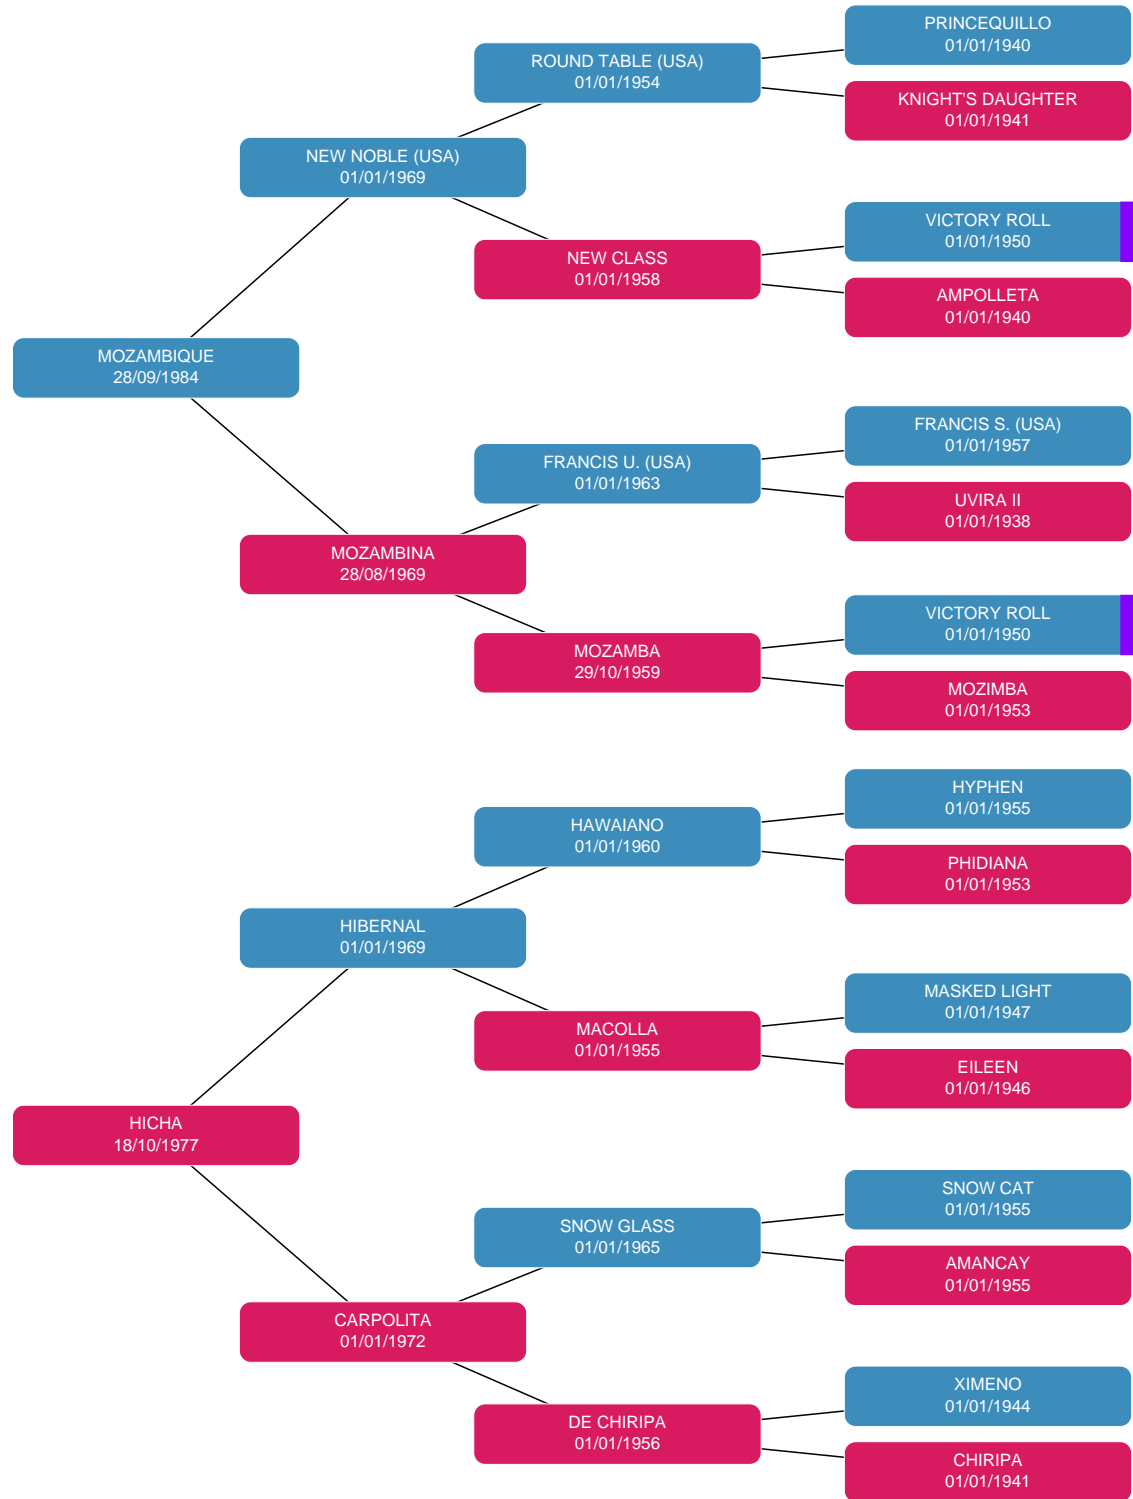 PRINCEQUILLO
01/01/1940
ROUND TABLE (USA)
01/01/1954
KNIGHT'S DAUGHTER
01/01/1941
NEW NOBLE (USA)
01/01/1969
VICTORY ROLL
01/01/1950
NEW CLASS
01/01/1958
AMPOLLETA
01/01/1940
MOZAMBIQUE
28/09/1984
FRANCIS S. (USA)
01/01/1957
FRANCIS U. (USA)
01/01/1963
UVIRA II
01/01/1938
MOZAMBINA
28/08/1969
VICTORY ROLL
01/01/1950
MOZAMBA
29/10/1959
MOZIMBA
01/01/1953
HYPHEN
01/01/1955
HAWAIANO
01/01/1960
PHIDIANA
01/01/1953
HIBERNAL
01/01/1969
MASKED LIGHT
01/01/1947
MACOLLA
01/01/1955
EILEEN
01/01/1946
HICHA
18/10/1977
SNOW CAT
01/01/1955
SNOW GLASS
01/01/1965
AMANCAY
01/01/1955
CARPOLITA
01/01/1972
XIMENO
01/01/1944
DE CHIRIPA
01/01/1956
CHIRIPA
01/01/1941